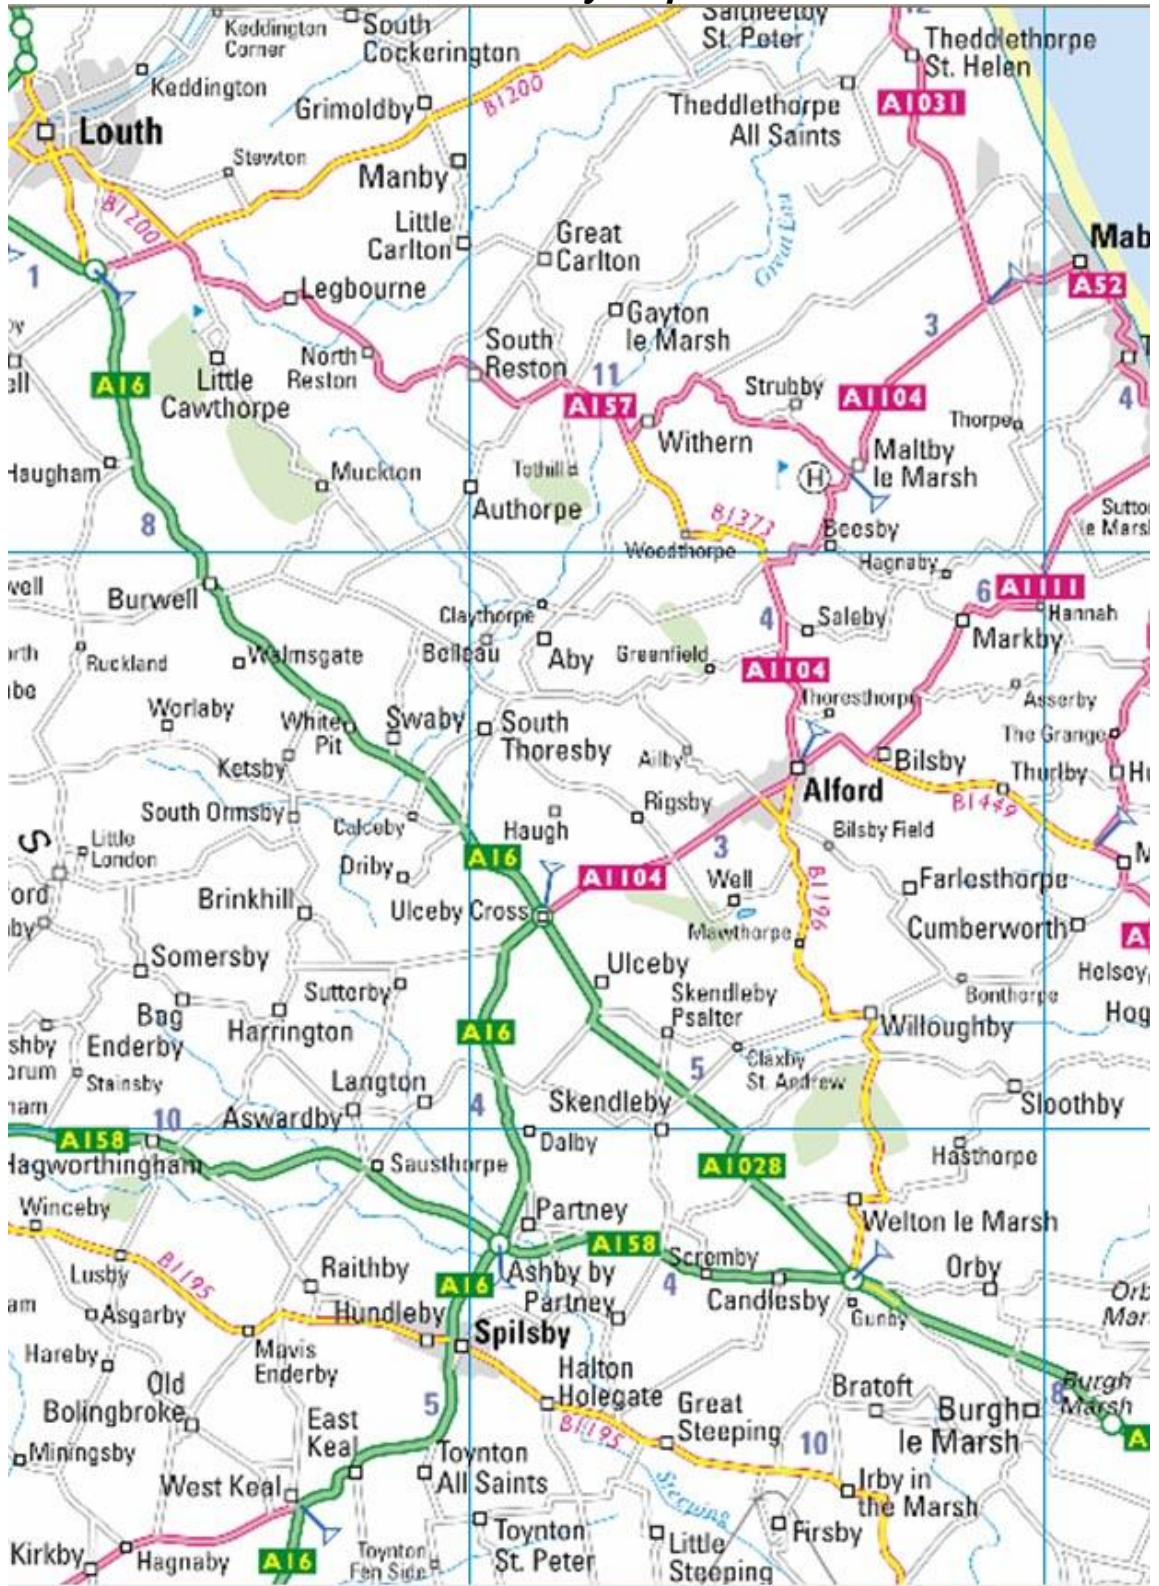 Keddington
Corner
South
Cockerington
St. Peter
12
Theddlethorpe
St. Helen
Keddington
Grimoldby
B1200
Theddlethorpe
All Saints
A1031
Louth
Stewton
Manby
B1200
Little
Carlton
Great
Carlton
Great Eau
Mab
1
Legbourne
A52
Gayton
le Marsh
3
North
Reston
South
Reston
11
A16
Little
Cawthorpe
A157
Strubby
A1104
4
Thorpe
Withern
Haugham
Muckton
Tothill
Maltby
le Marsh
H
Authorpe
8
B1373
Beesby
Sutton
le Marsh
Woodthorpe
Hagnaby
well
Burwell
6
A1111
Claythorpe
4
Saleby
Hannah
Markby
Ruckland
Walmsgate
Belleau
Aby
Greenfield
A1104
Asserby
Thoresthorpe
Worlaby
White
Pit
Swaby
South
Thoresby
The Grange
Ketsby
Ailby
Bilsby
Thurlby
Hu
Alford
B1449
South Ormsby
Calceby
Haugh
Rigsby
Bilsby Field
S
Little
London
Driby
A16
3
M
A1104
Well
B1196
Farlesthorpe
ford
Brinkhill
Ulceby Cross
Cumberworth
by
Mawthorpe
Somersby
Ulceby
Helsey
Sutterby
Skendleby
Psalter
Bonthorpe
Bag
Enderby
Harrington
A16
Willoughby
Hog
shby
Stainsby
5
Claxby
St. Andrew
Langton
Aswardby
4
Skendleby
Sloothby
10
A158
Dalby
Hasthorpe
Hagworthingham
Sausthorpe
A1028
Winceby
Partney
Welton le Marsh
A158
Scremby
Lusby
B1195
Raithby
A16
Ashby by
Partney
4
Candlesby
Orby
Asgarby
Hundleby
Gunby
Spilsby
Hareby
Mavis
Enderby
Halton
Holegate
8
Burgh
Marsh
Old
Bolingbroke
5
Great
Steeping
Bratoft
Burgh
le Marsh
East
Keal
B1195
10
A
Miningsby
Toynton
All Saints
West Keal
Steeping
Irby in
the Marsh
Toynton
St. Peter
Firsby
Kirkby
Hagnaby
A16
Toynton
Fen Side
Little
Steeping